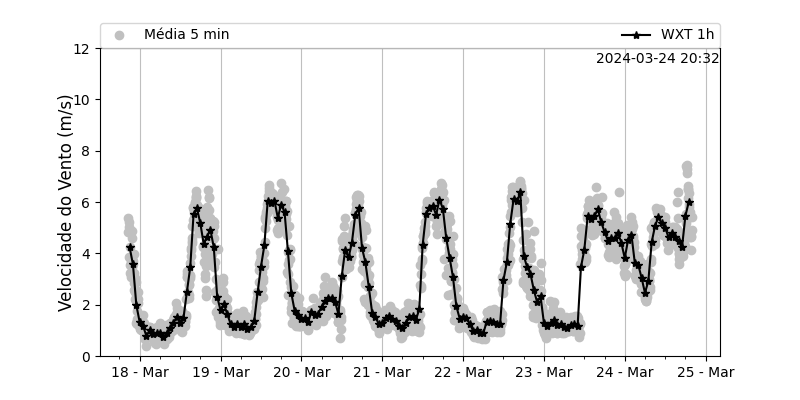 Média 5 min
WXT 1h
2024-03-24 20:32
Velocidade do Vento (m/s)
12
10
8
6
4
2
0
18 - Mar
19 - Mar
20 - Mar
21 - Mar
22 - Mar
23 - Mar
24 - Mar
25 - Mar